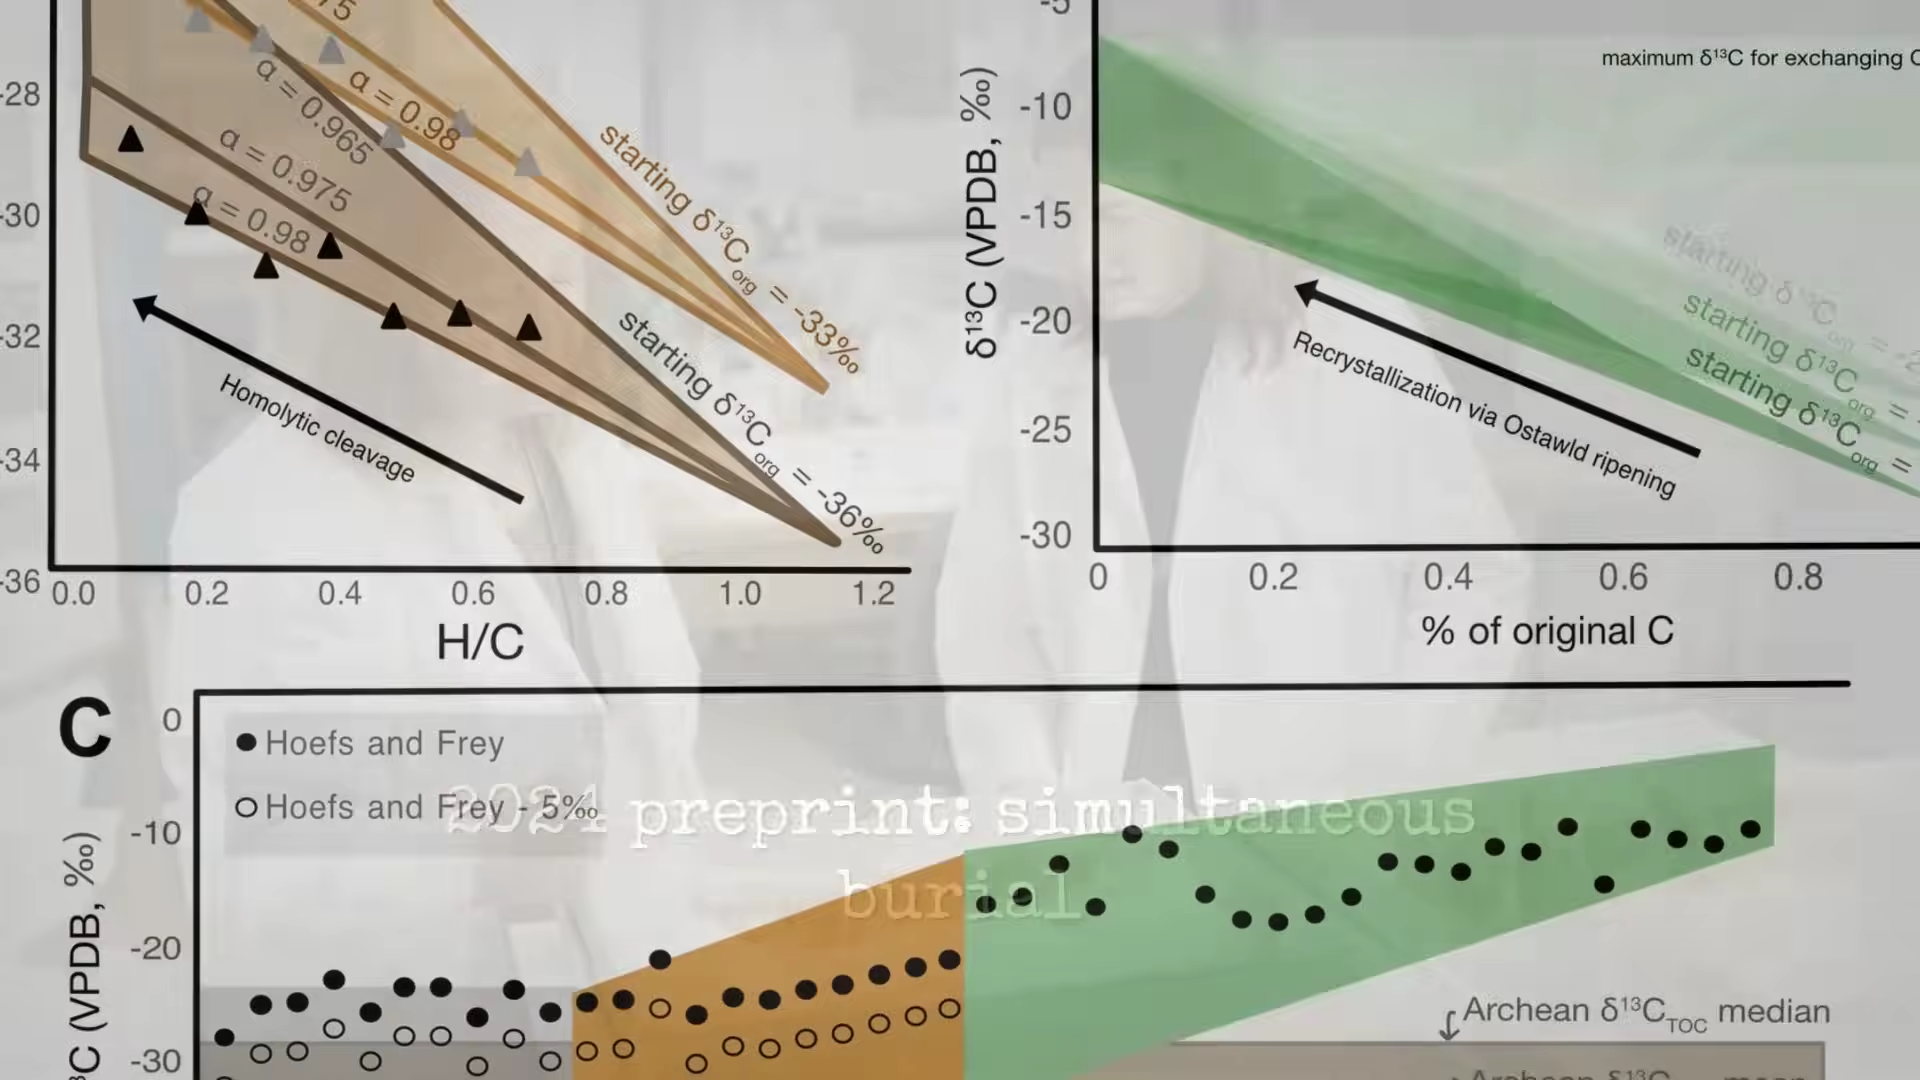 -28
-30
-32
-34
-36
α = 0.965
α = 0.98
α = 0.975
α = 0.98
starting δ¹³Corg = -33‰
starting δ¹³Corg = -36‰
Homolytic cleavage
0.0 0.2 0.4 0.6 0.8 1.0 1.2
H/C
-5
-10
-15
-20
-25
-30
δ¹³C (VPDB, ‰)
maximum δ¹³C for exchanging
starting δ¹³Corg =
starting δ¹³Corg =
starting δ¹³Corg =
Recrystallization via Ostawld ripening
0 0.2 0.4 0.6 0.8
% of original C
C
0
-10
-20
-30
C (VPDB, ‰)
Hoefs and Frey
Hoefs and Frey - 5‰
2024 preprint: simultaneous
burial
Archean δ¹³CTOC median